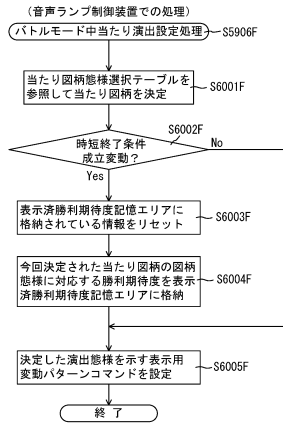 (音声ランプ制御装置での処理)
バトルモード中当たり演出設定処理
S5906F
当たり図柄態様選択テーブルを
参照して当たり図柄を決定
S6001F
S6002F
時短終了条件
成立変動?
No
Yes
表示済勝利期待度記憶エリアに
格納されている情報をリセット
S6003F
今回決定された当たり図柄の図柄
態様に対応する勝利期待度を表示
済勝利期待度記憶エリアに格納
S6004F
決定した演出態様を示す表示用
変動パターンコマンドを設定
S6005F
終了